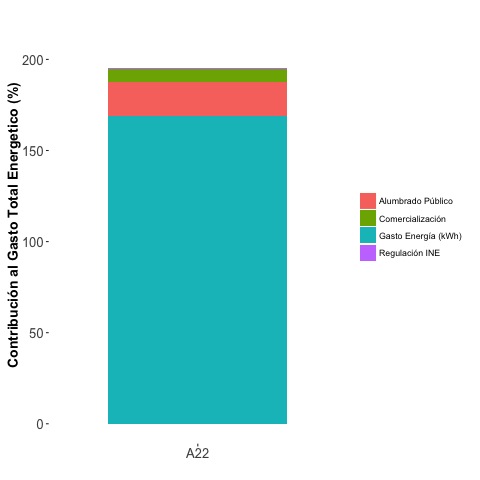 Contribución al Gasto Total Energetico (%)
200
150
100
50
0
A22
Alumbrado Público
Comercialización
Gasto Energía (kWh)
Regulación INE